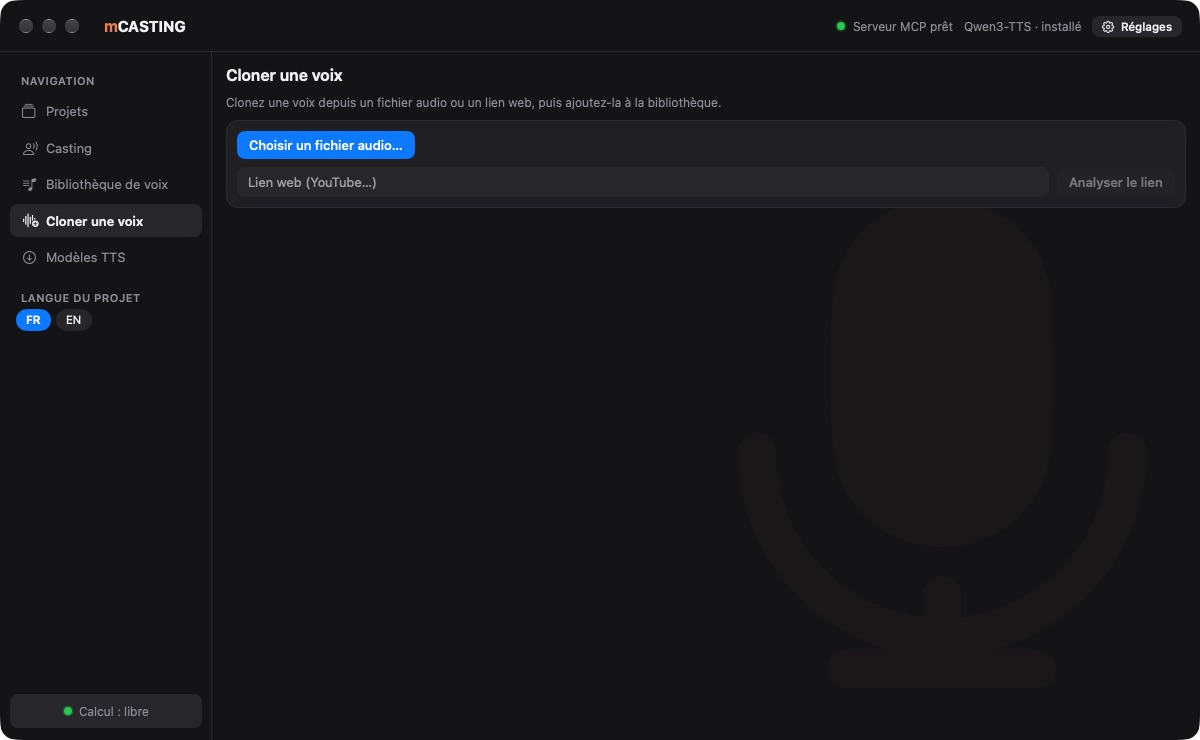 mCASTING
Serveur MCP prêt
Qwen3-TTS · installé
Réglages
NAVIGATION
Projets
Casting
Bibliothèque de voix
Cloner une voix
Modèles TTS
LANGUE DU PROJET
FR EN
Calcul : libre
Cloner une voix
Clonez une voix depuis un fichier audio ou un lien web, puis ajoutez-la à la bibliothèque.
Choisir un fichier audio...
Lien web (YouTube...)
Analyser le lien